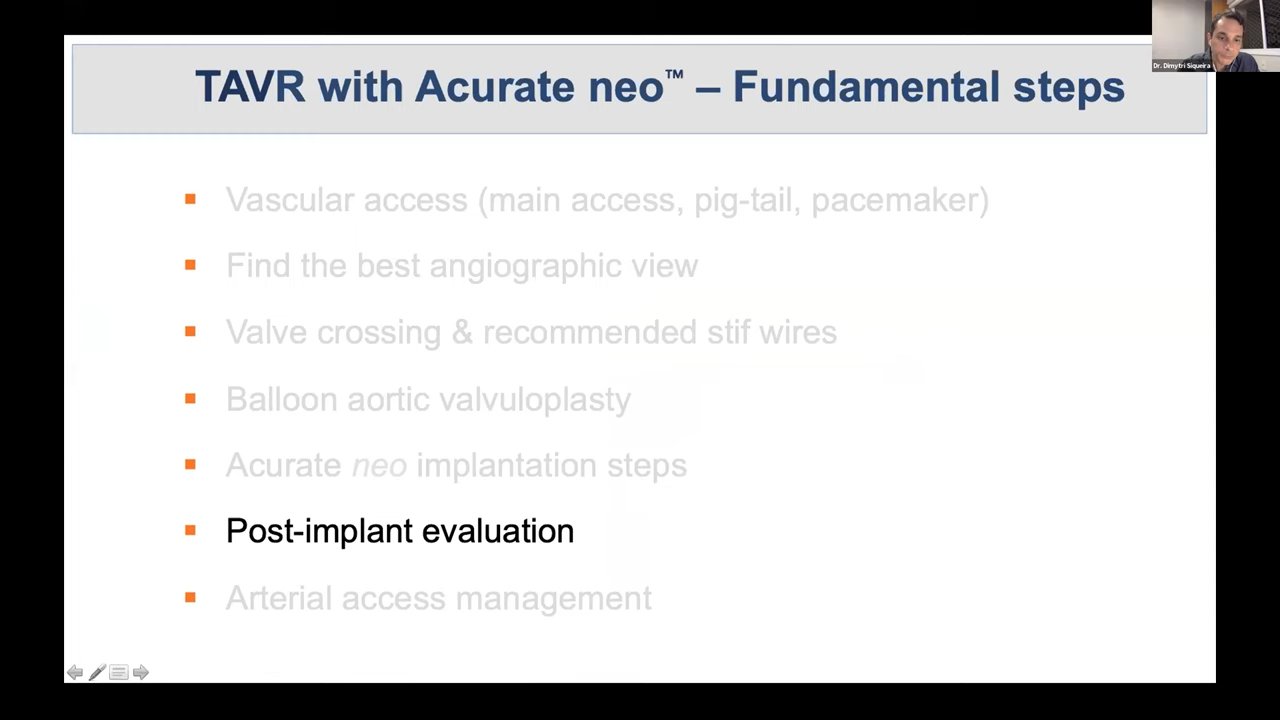 TAVR with Acurate neo™ – Fundamental steps
Dr. Dimytri Siqueira
▪ Vascular access (main access, pig-tail, pacemaker)
▪ Find the best angiographic view
▪ Valve crossing & recommended stif wires
▪ Balloon aortic valvuloplasty
▪ Acurate neo implantation steps
▪ Post-implant evaluation
▪ Arterial access management